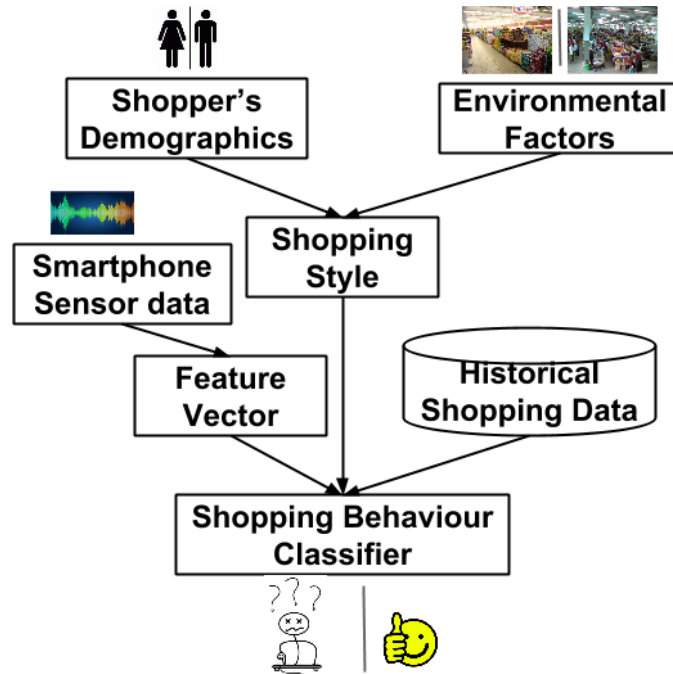 Shopper's
Demographics
Environmental
Factors
Shopping
Style
Smartphone
Sensor data
Feature
Vector
Historical
Shopping Data
Shopping Behaviour
Classifier
? ? ?